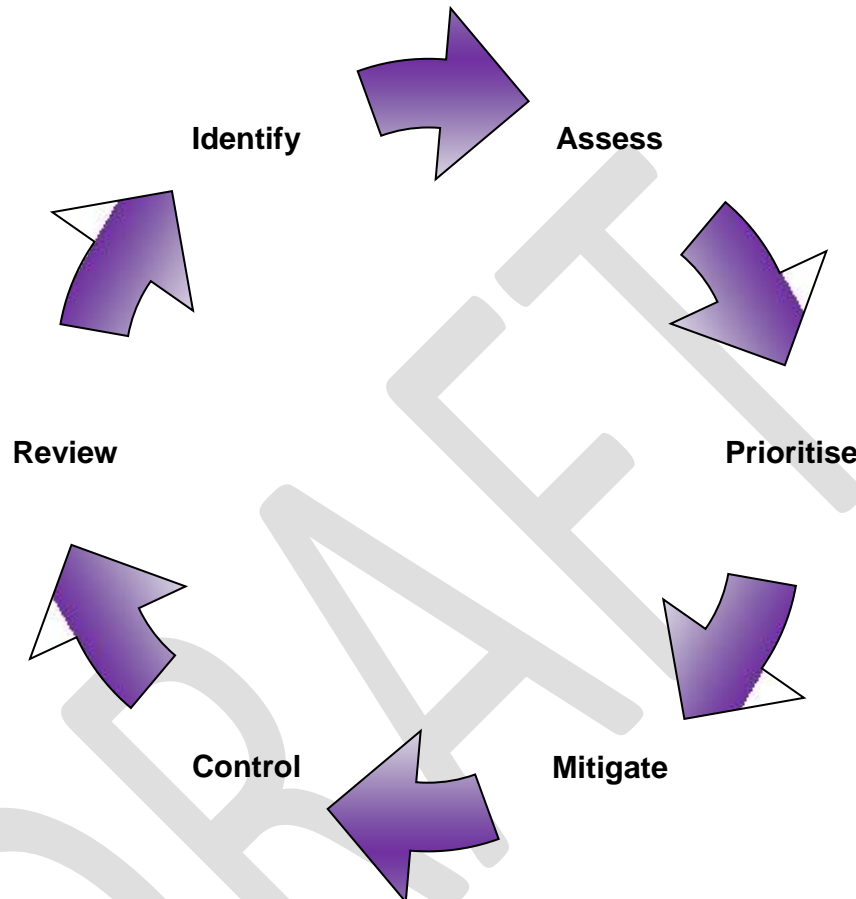 Identify
Assess
Prioritise
Mitigate
Control
Review
DRAFT